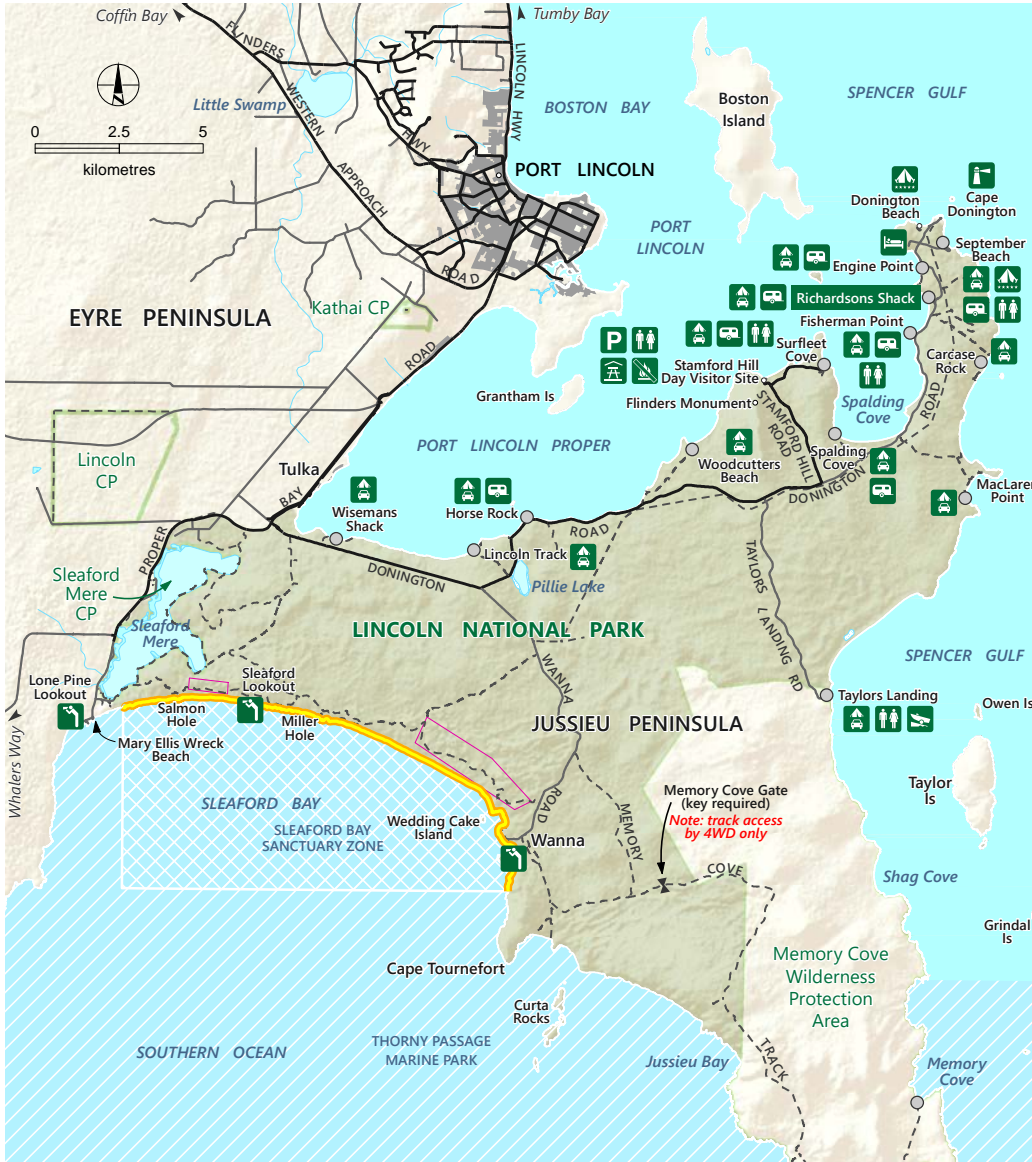 Coffin Bay
Tumby Bay
FLINDERS
HWY
LINCOLN HWY
WESTERN
APPROACH
ROAD
Little Swamp
0 2.5 5
kilometres
BOSTON BAY
Boston
Island
SPENCER GULF
PORT LINCOLN
PORT
LINCOLN
Donington
Beach
Cape
Donington
September
Beach
Engine Point
Richardsons Shack
Fisherman Point
Kathai CP
EYRE PENINSULA
ROAD
P
Surfleet
Cove
Stamford Hill
Day Visitor Site
Flinders Monument
Carcase
Rock
Grantham Is
STAMFORD HILL
ROAD
Spalding
Cove
ROAD
PORT LINCOLN PROPER
Lincoln
CP
Tulka
BAY
Woodcutters
Beach
Spalding
Cove
DONINGTON
MacLaren
Point
Wisemans
Shack
Horse Rock
ROAD
PROPER
Lincoln Track
DONINGTON
Pillie Lake
TAYLORS LANDING RD
Sleaford
Mere
CP
Sleaford
Mere
LINCOLN NATIONAL PARK
WANNA
SPENCER GULF
Lone Pine
Lookout
Sleaford
Lookout
Salmon
Hole
Miller
Hole
Taylors Landing
Owen Is
JUSSIEU PENINSULA
Mary Ellis Wreck
Beach
Whalers Way
Taylor
Is
Memory Cove Gate
(key required)
Note: track access
by 4WD only
SLEAFORD BAY
SLEAFORD BAY
SANCTUARY ZONE
Wedding Cake
Island
ROAD
Wanna
MEMORY
COVE
Shag Cove
Grindal
Is
Cape Tournefort
Memory Cove
Wilderness
Protection
Area
Curta
Rocks
SOUTHERN OCEAN
THORNY PASSAGE
MARINE PARK
Jussieu Bay
TRACK
Memory
Cove